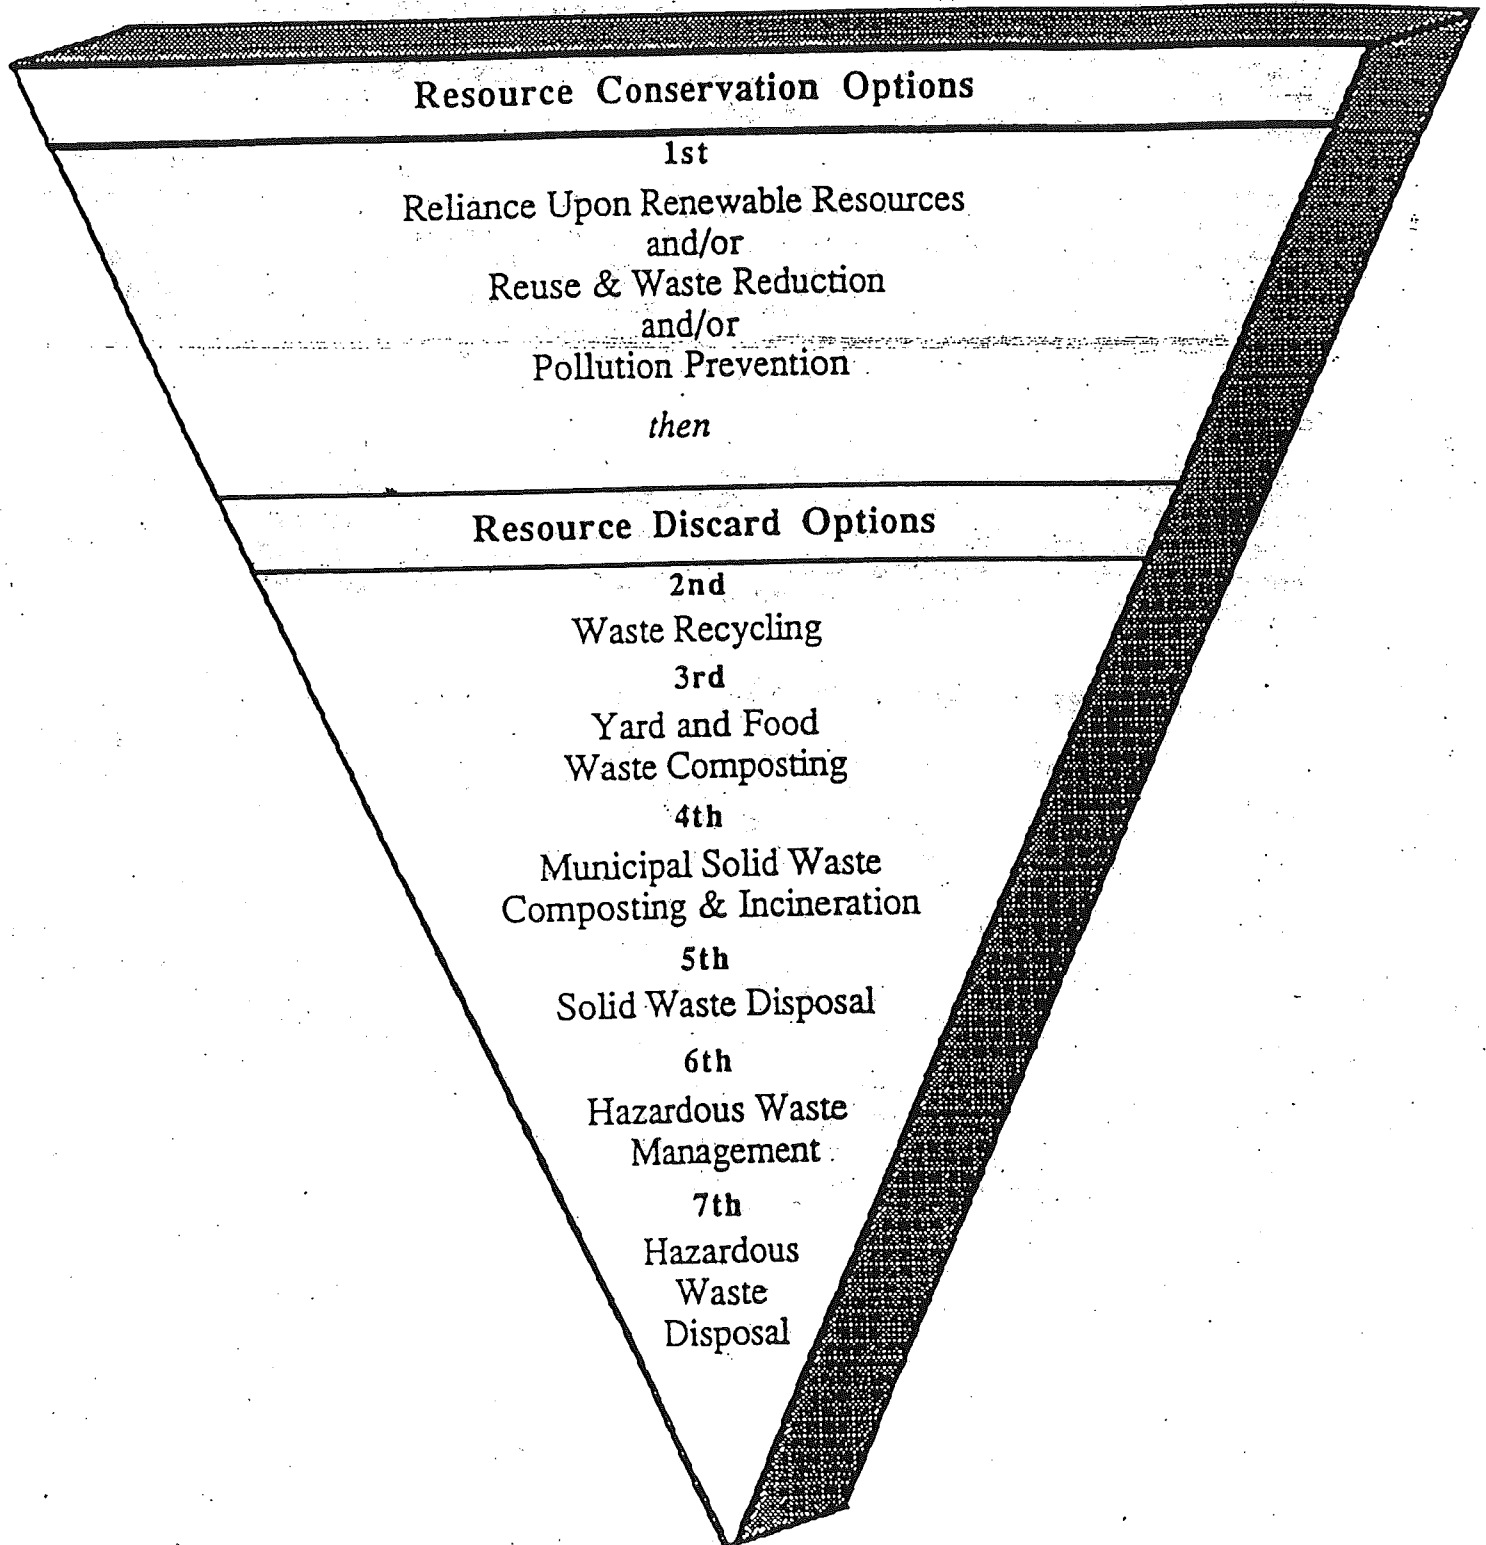 Resource Conservation Options
1st
Reliance Upon Renewable Resources
and/or
Reuse & Waste Reduction
and/or
Pollution Prevention
then
Resource Discard Options
2nd
Waste Recycling
3rd
Yard and Food
Waste Composting
4th
Municipal Solid Waste
Composting & Incineration
5th
Solid Waste Disposal
6th
Hazardous Waste
Management
7th
Hazardous
Waste
Disposal